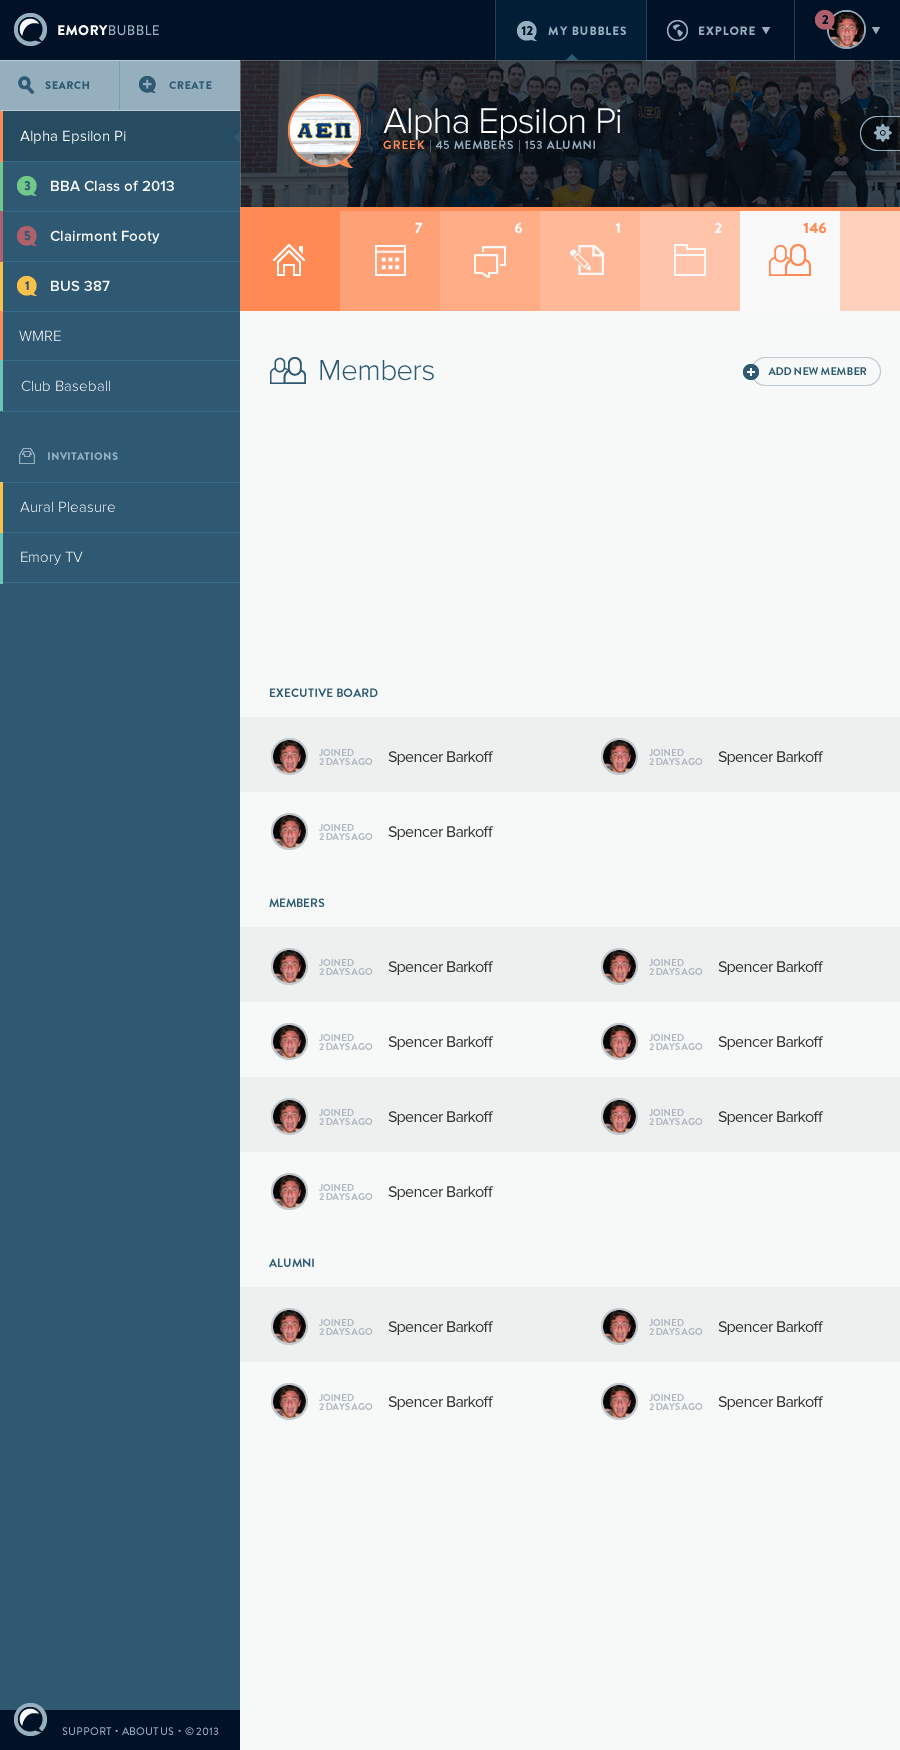 EMORYBUBBLE
12 MY BUBBLES
EXPLORE
2
SEARCH
CREATE
Alpha Epsilon Pi
3 BBA Class of 2013
5 Clairmont Footy
1 BUS 387
WMRE
Club Baseball
INVITATIONS
Aural Pleasure
Emory TV
ΑΕΠ
Alpha Epsilon Pi
GREEK | 45 MEMBERS | 153 ALUMNI
7
6
1
2
146
Members
ADD NEW MEMBER
EXECUTIVE BOARD
JOINED
2 DAYS AGO
Spencer Barkoff
JOINED
2 DAYS AGO
Spencer Barkoff
JOINED
2 DAYS AGO
Spencer Barkoff
MEMBERS
JOINED
2 DAYS AGO
Spencer Barkoff
JOINED
2 DAYS AGO
Spencer Barkoff
JOINED
2 DAYS AGO
Spencer Barkoff
JOINED
2 DAYS AGO
Spencer Barkoff
JOINED
2 DAYS AGO
Spencer Barkoff
JOINED
2 DAYS AGO
Spencer Barkoff
JOINED
2 DAYS AGO
Spencer Barkoff
ALUMNI
JOINED
2 DAYS AGO
Spencer Barkoff
JOINED
2 DAYS AGO
Spencer Barkoff
JOINED
2 DAYS AGO
Spencer Barkoff
JOINED
2 DAYS AGO
Spencer Barkoff
SUPPORT • ABOUT US • © 2013